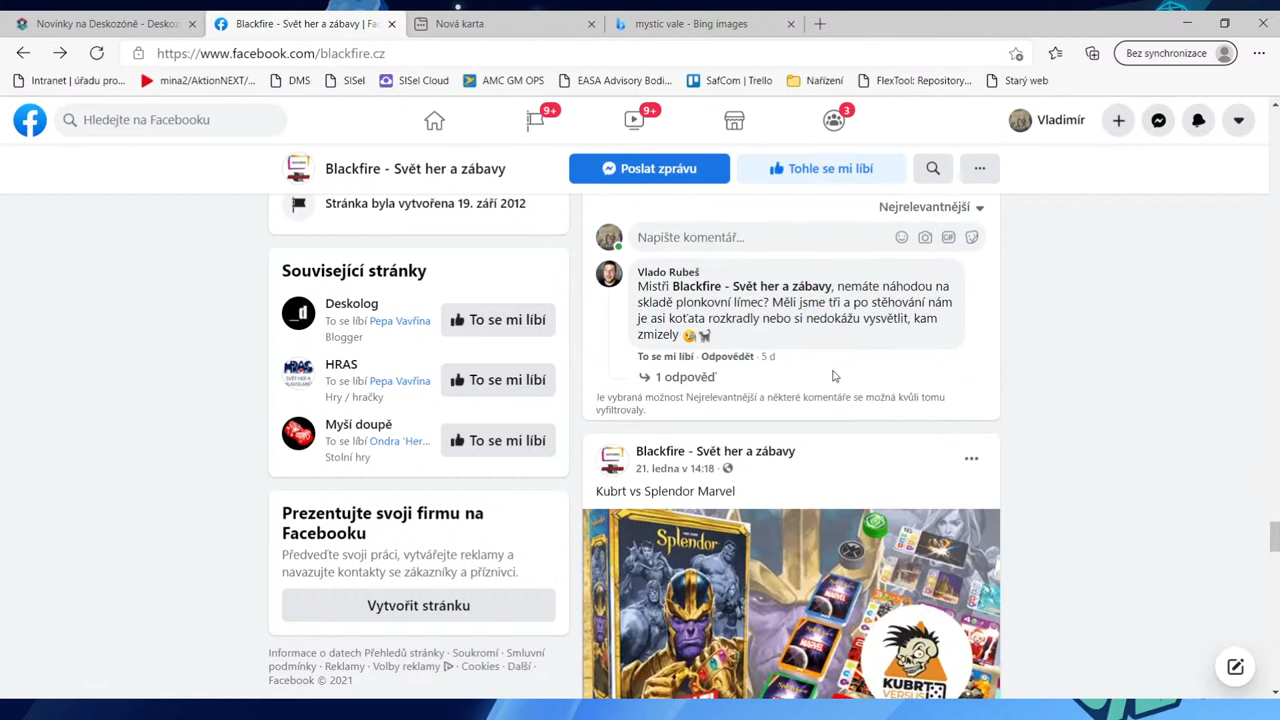 Novinky na Deskozóně - Deskoz
Blackfire - Svět her a zábavy | Fac
Nová karta
mystic vale - Bing images
https://www.facebook.com/blackfire.cz
Bez synchronizace
Intranet (úřadu pro...
mina2/AktionNEXT/...
DMS
SISel
SISel Cloud
AMC GM OPS
EASA Advisory Bodi...
SafCom | Trello
Nařízení
FlexTool: Repository...
Starý web
Hledejte na Facebooku
9+
9+
3
Vladimír
Blackfire - Svět her a zábavy
Poslat zprávu
Tohle se mi líbí
Stránka byla vytvořena 19. září 2012
Související stránky
Deskolog
To se líbí Pepa Vavřina
Blogger
To se mi líbí
HRAS
To se líbí Pepa Vavřina
Hry / hračky
To se mi líbí
Myší doupě
To se líbí Ondra 'Her...
Stolní hry
To se mi líbí
Prezentujte svoji firmu na
Facebooku
Předveďte svoji práci, vytvářejte reklamy a
navazujte kontakty se zákazníky a příznivci.
Vytvořit stránku
Informace o datech Přehledů stránky · Soukromí · Smluvní
podmínky · Reklamy · Volby reklamy · Cookies · Další ·
Facebook © 2021
Nejrelevantnější
Napište komentář...
GIF
Vlado Rubeš
Mistři Blackfire - Svět her a zábavy, nemáte náhodou na
skladě plonkovní límec? Měli jsme tři a po stěhování nám
je asi koťata rozkradly nebo si nedokážu vysvětlit, kam
zmizely
To se mi líbí · Odpovědět · 5 d
1 odpověď
Je vybraná možnost Nejrelevantnější a některé komentáře se možná kvůli tomu
vyfiltrovaly.
Blackfire - Svět her a zábavy
21. ledna v 14:18
Kubrt vs Splendor Marvel
Splendor
MARVEL
MARVEL
KUBRT
VERSUS